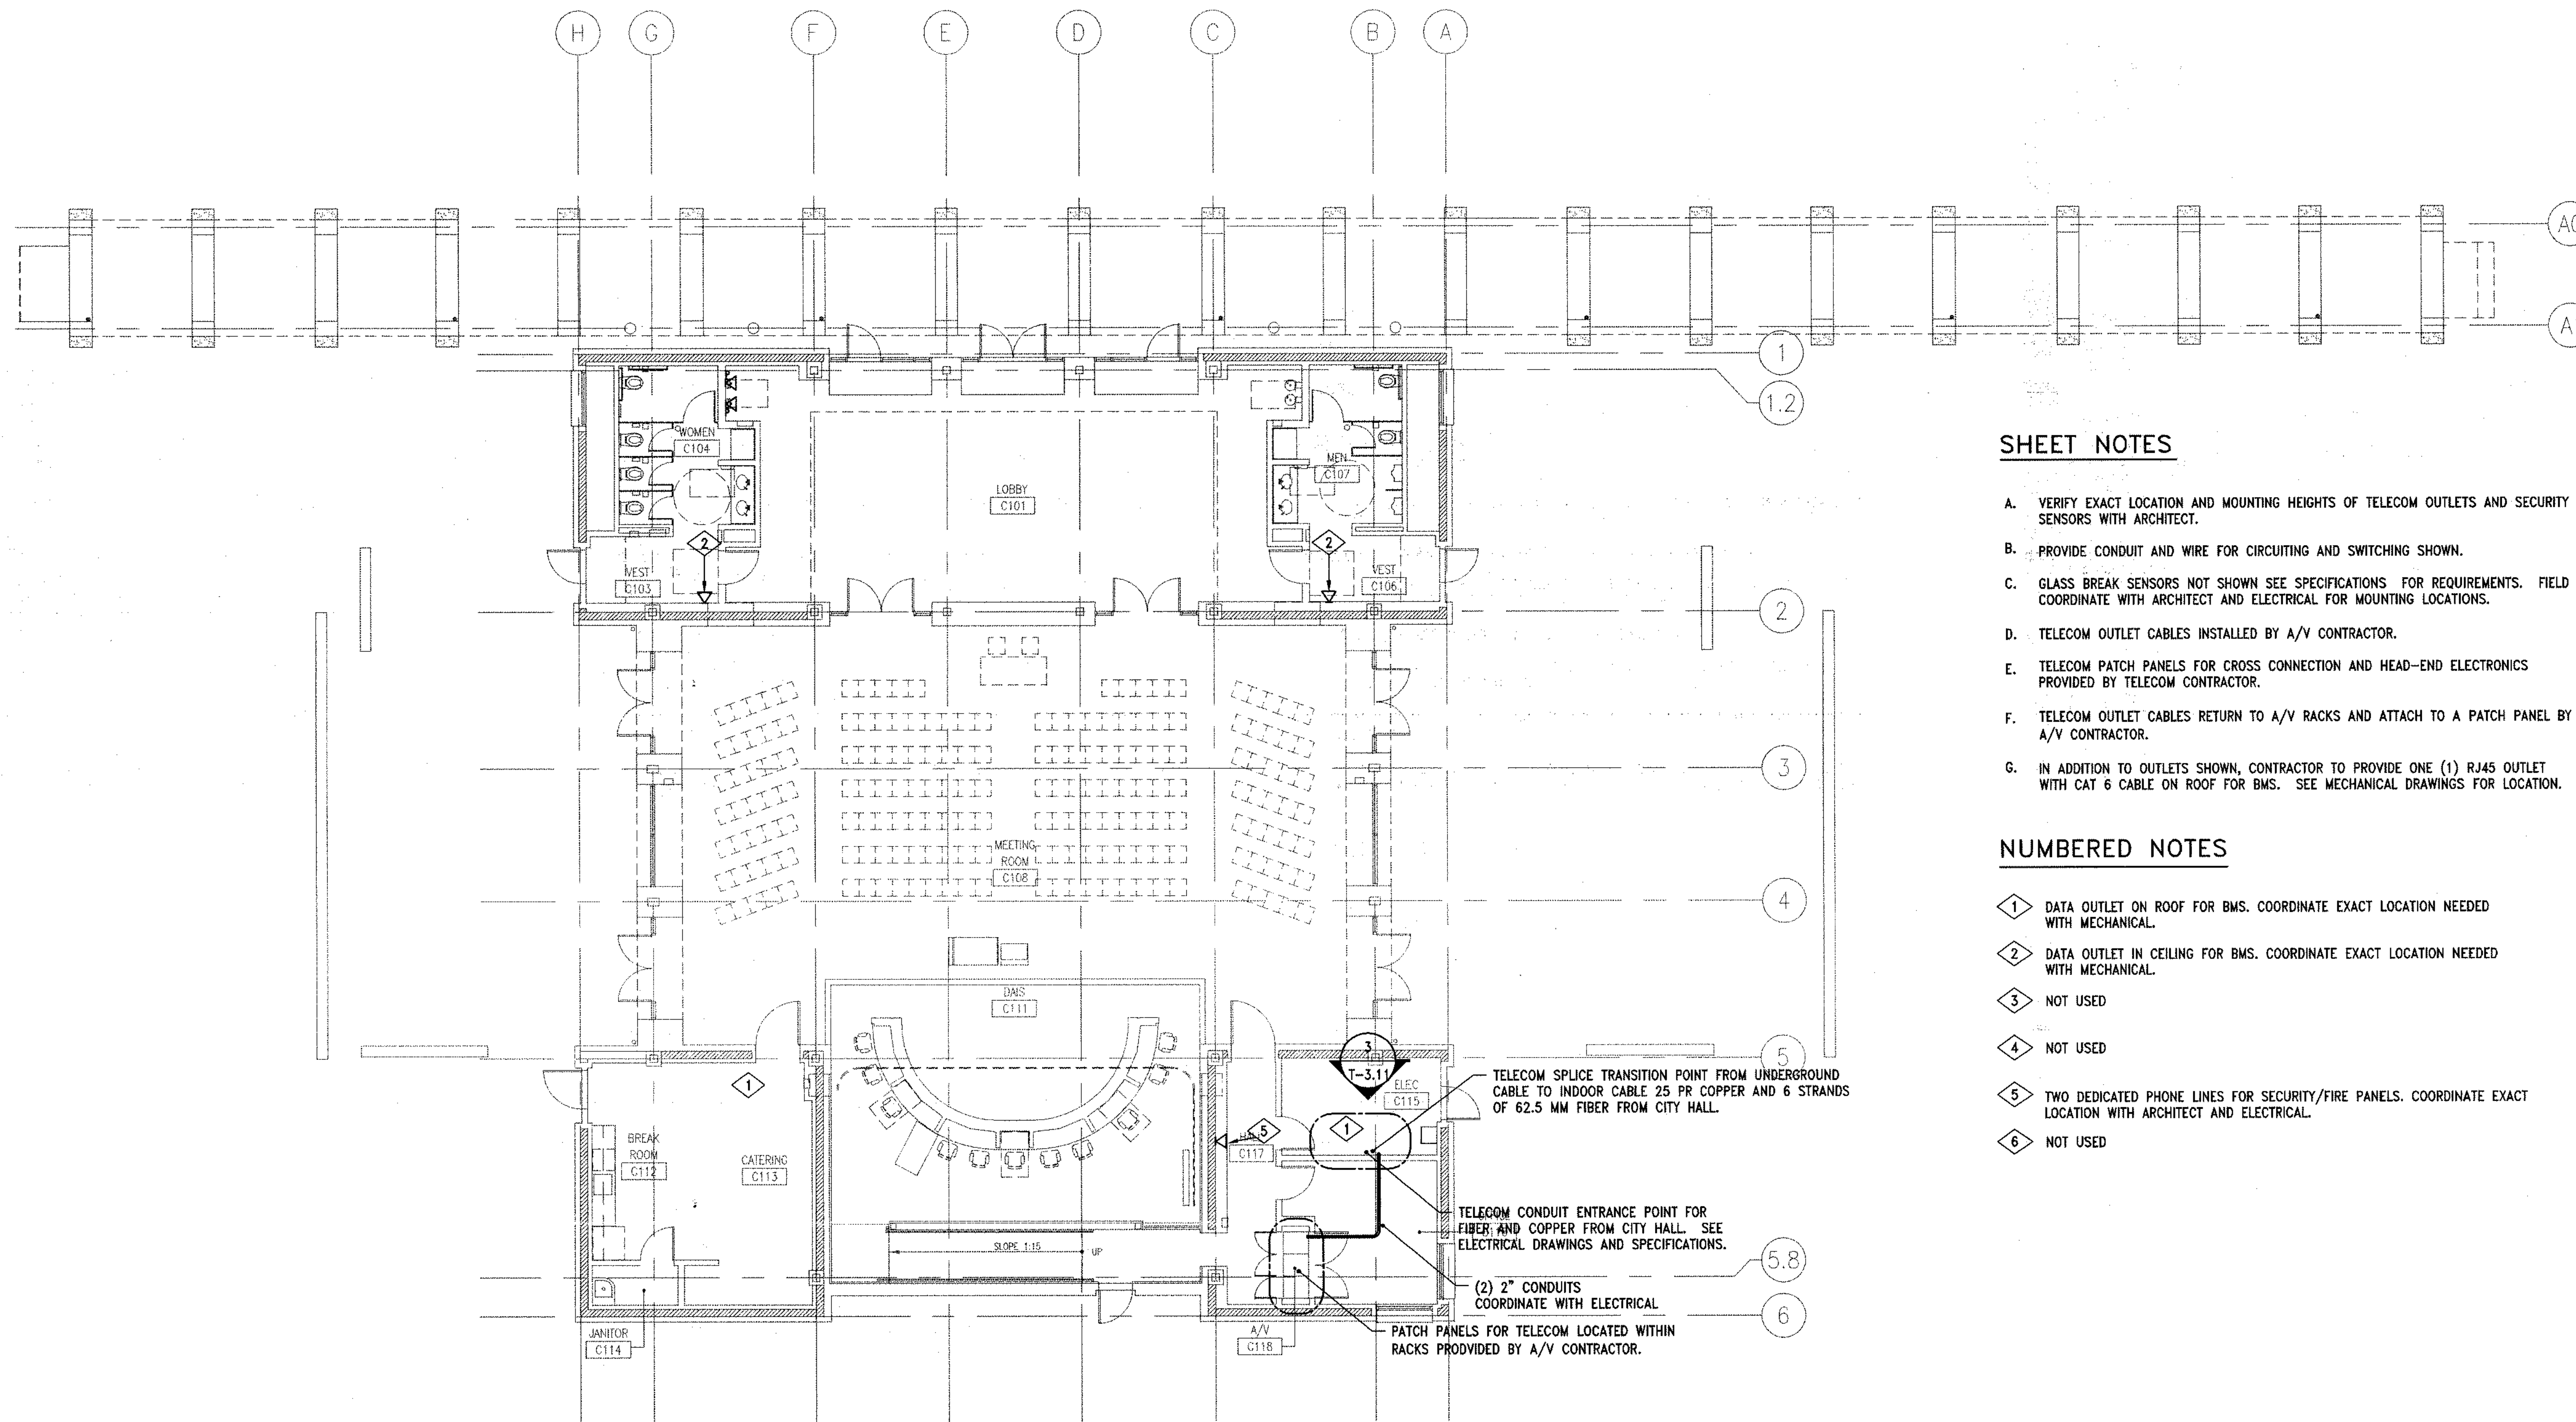 H G F E D C B A
1
1.2
WOMEN
C104
MEN
C107
LOBBY
C101
2
2
VEST
C103
VEST
C106
2
3
MEETING
ROOM
C108
4
DAIS
C111
5
3
T-3.11
ELEC
C115
1
1
TELECOM SPLICE TRANSITION POINT FROM UNDERGROUND
CABLE TO INDOOR CABLE 25 PR COPPER AND 6 STRANDS
OF 62.5 MM FIBER FROM CITY HALL.
5
C117
BREAK
ROOM
C112
CATERING
C113
TELECOM CONDUIT ENTRANCE POINT FOR
FIBER AND COPPER FROM CITY HALL. SEE
ELECTRICAL DRAWINGS AND SPECIFICATIONS.
SLOPE 1:15
UP
5.8
(2) 2" CONDUITS
COORDINATE WITH ELECTRICAL
6
JANITOR
C114
A/V
C118
PATCH PANELS FOR TELECOM LOCATED WITHIN
RACKS PRODVIDED BY A/V CONTRACTOR.
SHEET NOTES
A. VERIFY EXACT LOCATION AND MOUNTING HEIGHTS OF TELECOM OUTLETS AND SECURITY
SENSORS WITH ARCHITECT.
B. PROVIDE CONDUIT AND WIRE FOR CIRCUITING AND SWITCHING SHOWN.
C. GLASS BREAK SENSORS NOT SHOWN SEE SPECIFICATIONS FOR REQUIREMENTS. FIELD
COORDINATE WITH ARCHITECT AND ELECTRICAL FOR MOUNTING LOCATIONS.
D. TELECOM OUTLET CABLES INSTALLED BY A/V CONTRACTOR.
E. TELECOM PATCH PANELS FOR CROSS CONNECTION AND HEAD-END ELECTRONICS
PROVIDED BY TELECOM CONTRACTOR.
F. TELECOM OUTLET CABLES RETURN TO A/V RACKS AND ATTACH TO A PATCH PANEL BY
A/V CONTRACTOR.
G. IN ADDITION TO OUTLETS SHOWN, CONTRACTOR TO PROVIDE ONE (1) RJ45 OUTLET
WITH CAT 6 CABLE ON ROOF FOR BMS. SEE MECHANICAL DRAWINGS FOR LOCATION.
NUMBERED NOTES
1 DATA OUTLET ON ROOF FOR BMS. COORDINATE EXACT LOCATION NEEDED
WITH MECHANICAL.
2 DATA OUTLET IN CEILING FOR BMS. COORDINATE EXACT LOCATION NEEDED
WITH MECHANICAL.
3 NOT USED
4 NOT USED
5 TWO DEDICATED PHONE LINES FOR SECURITY/FIRE PANELS. COORDINATE EXACT
LOCATION WITH ARCHITECT AND ELECTRICAL.
6 NOT USED